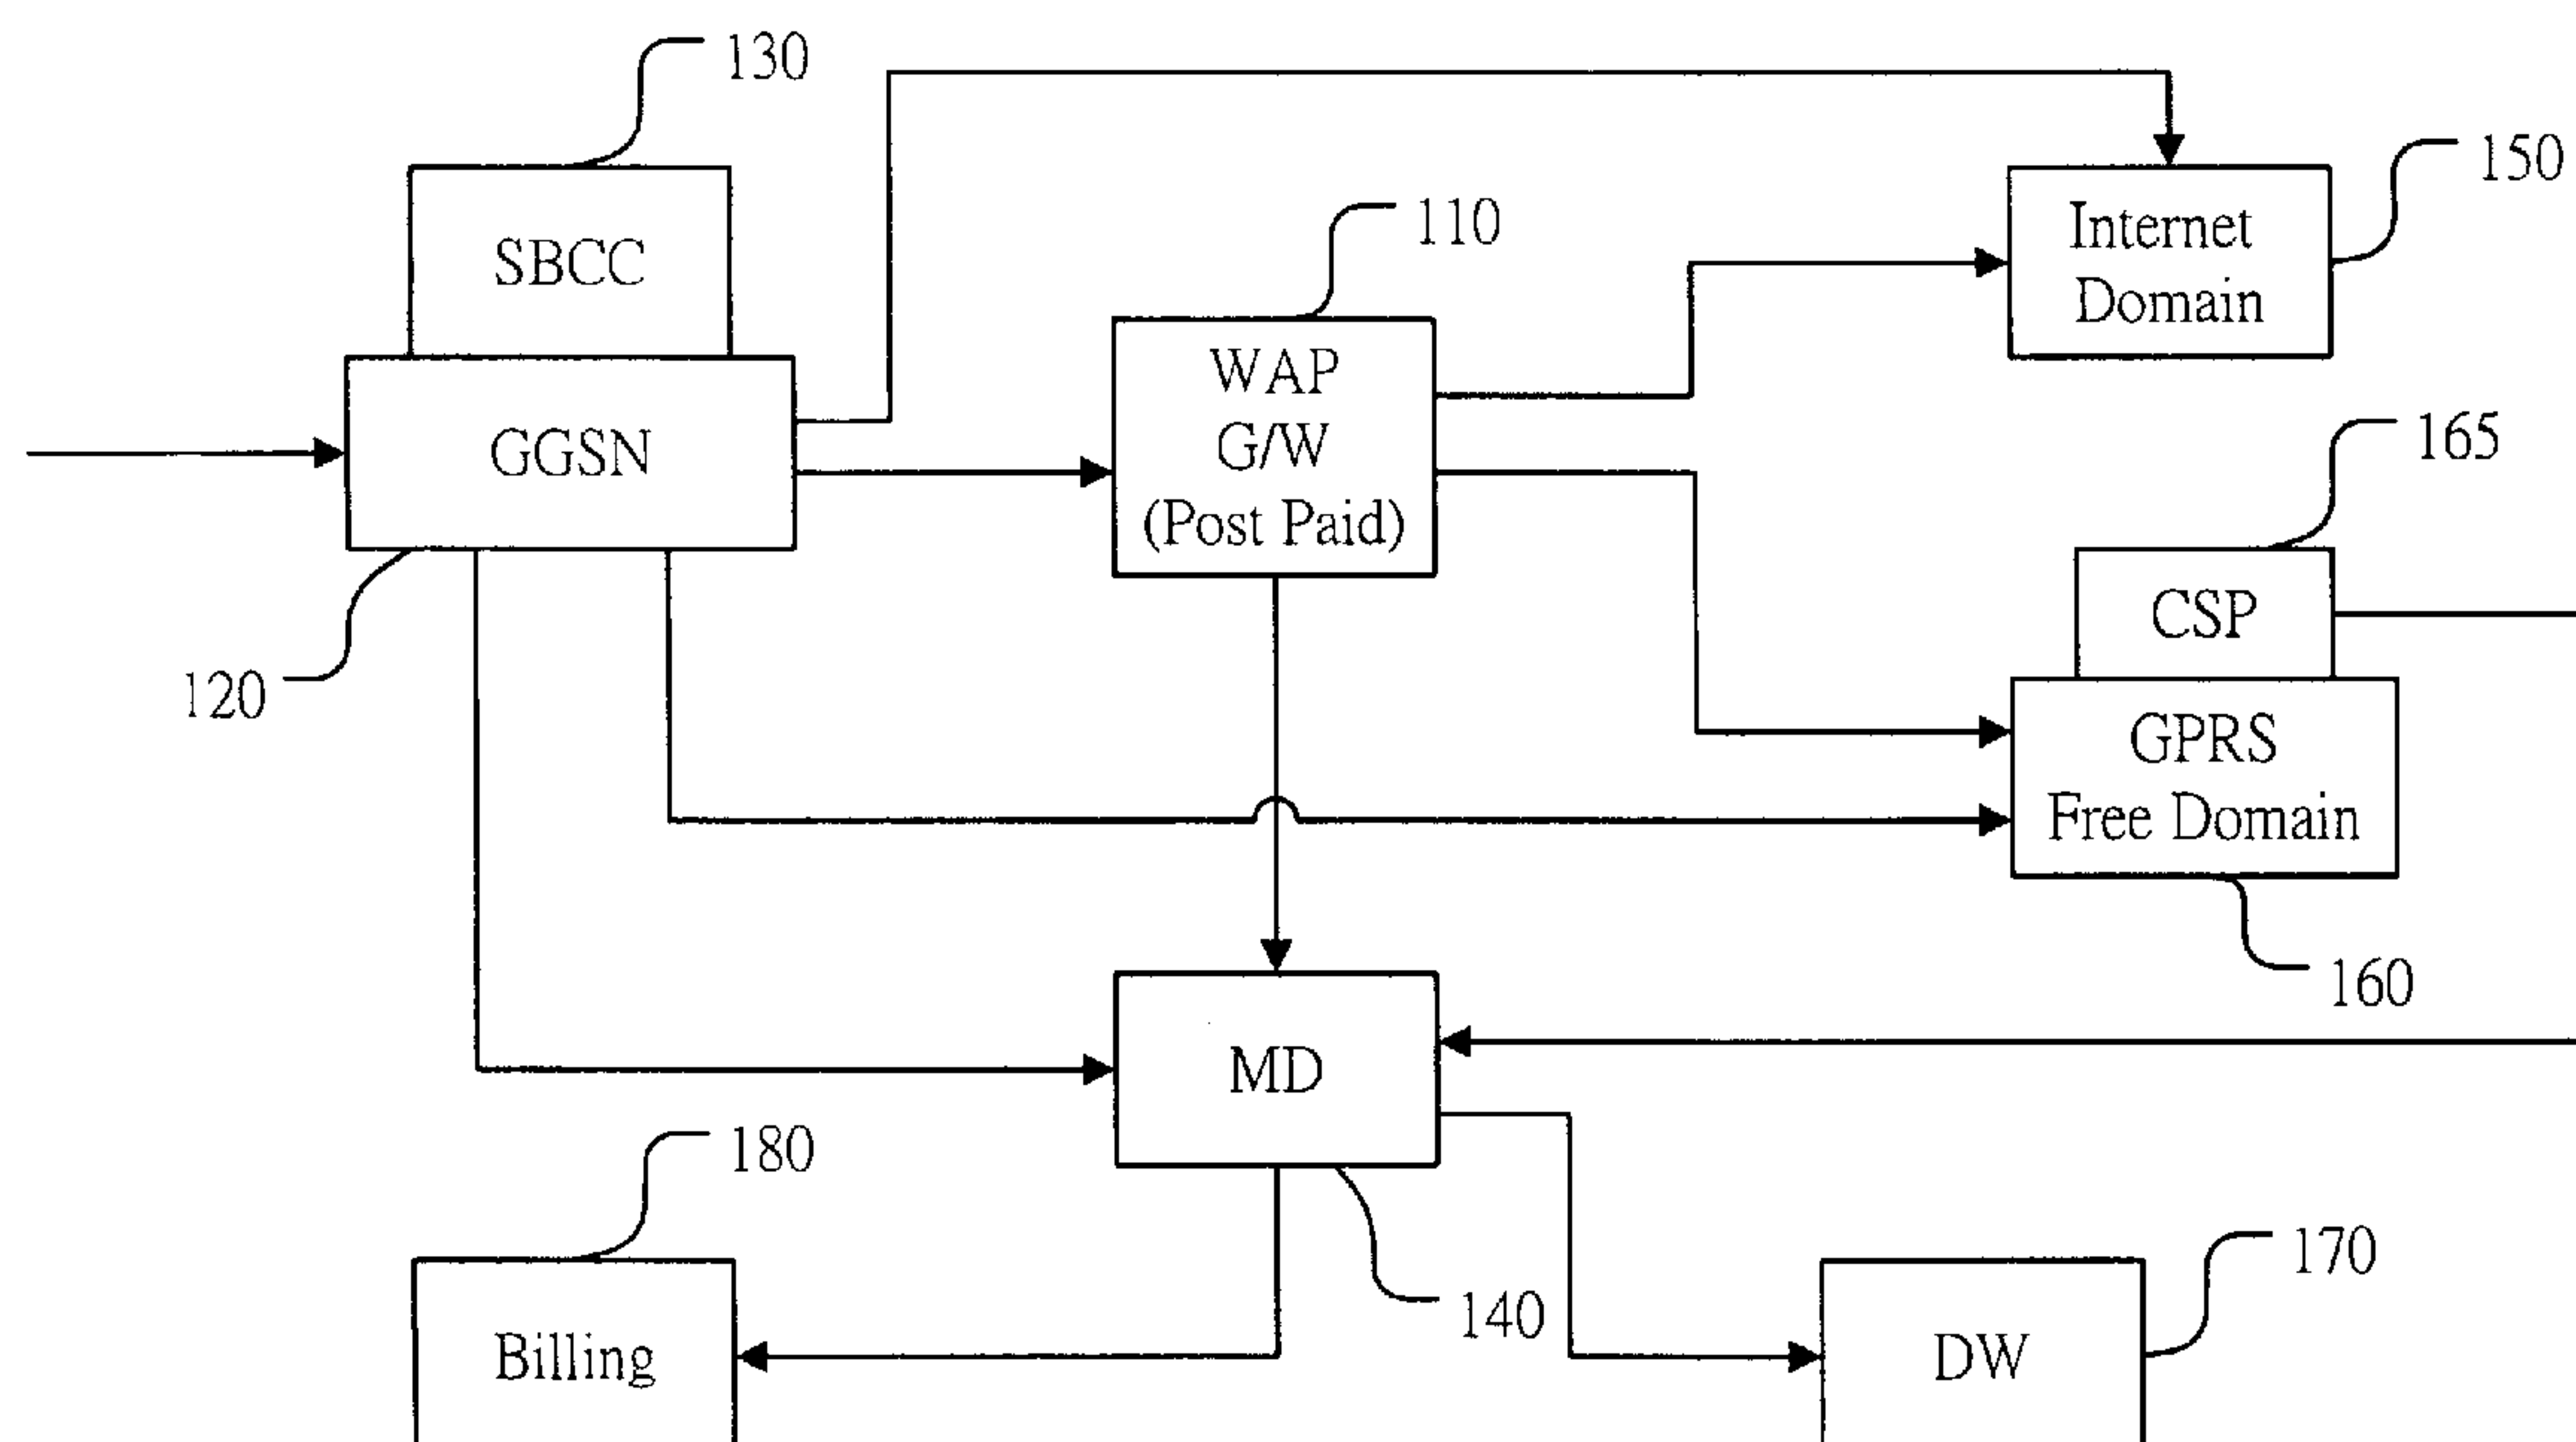 130
150
SBCC
110
Internet
Domain
WAP
G/W
(Post Paid)
GGSN
165
CSP
120
GPRS
Free Domain
160
MD
180
140
170
Billing
DW